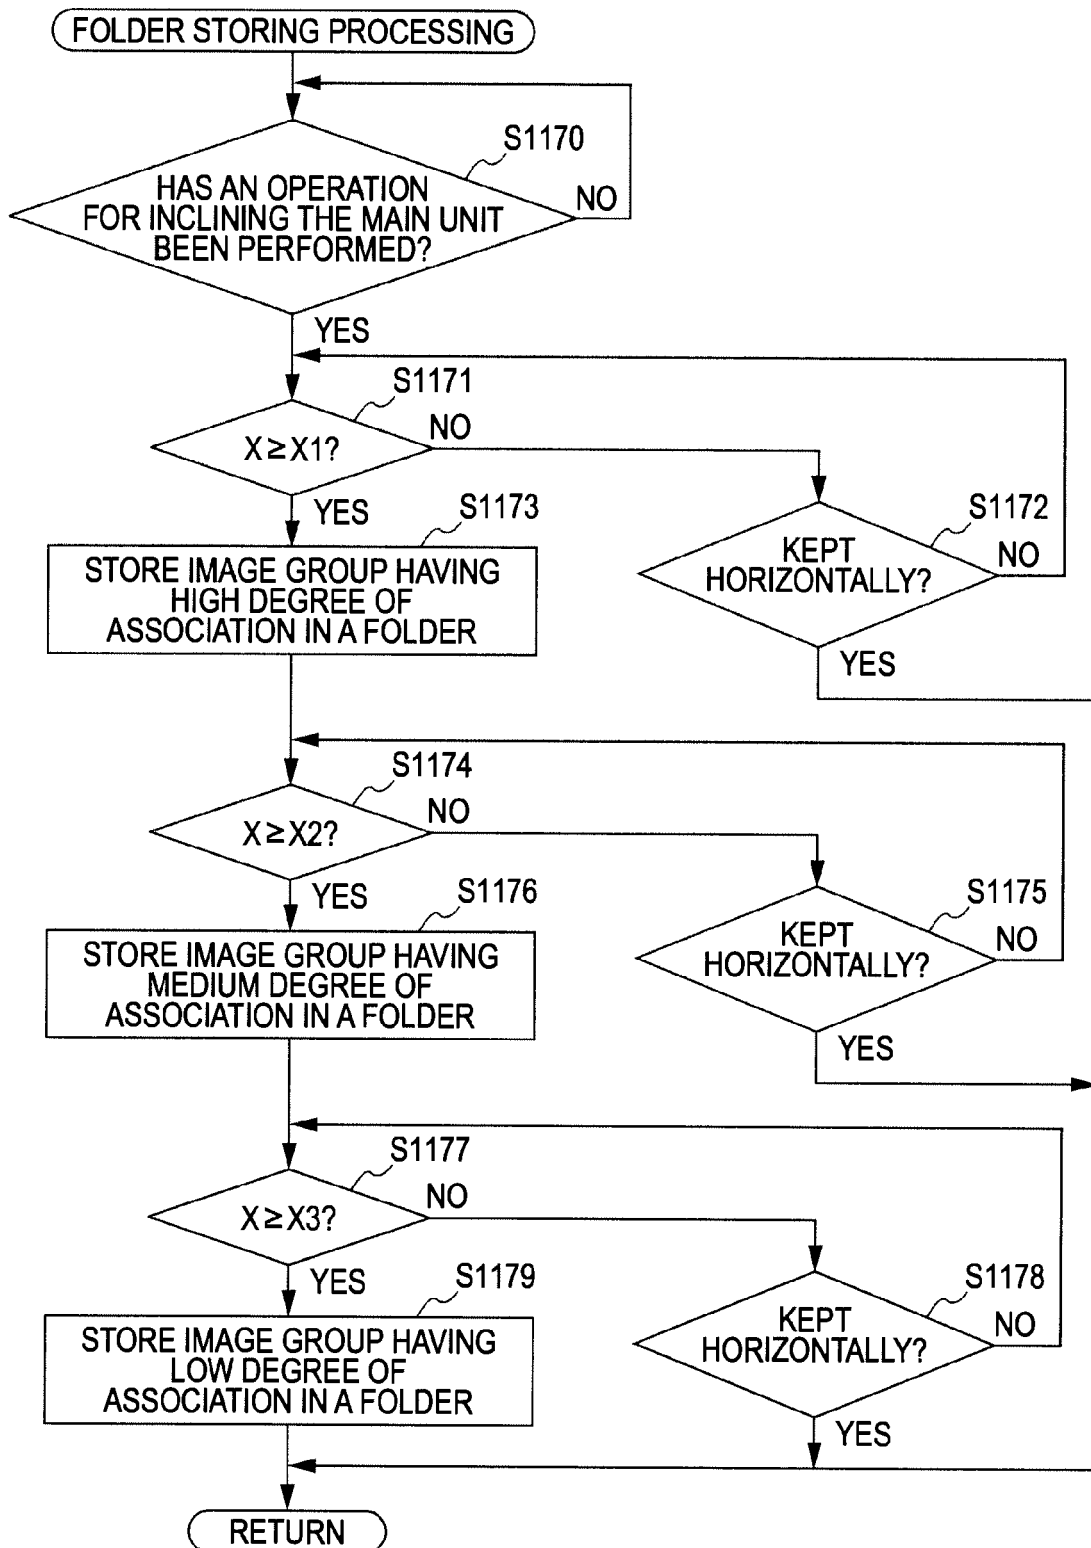 FOLDER STORING PROCESSING
S1170
HAS AN OPERATION
FOR INCLINING THE MAIN UNIT
BEEN PERFORMED?
NO
YES
S1171
X≥X1?
NO
YES
S1173
STORE IMAGE GROUP HAVING
HIGH DEGREE OF
ASSOCIATION IN A FOLDER
S1172
KEPT
HORIZONTALLY?
NO
YES
S1174
X≥X2?
NO
YES
S1176
STORE IMAGE GROUP HAVING
MEDIUM DEGREE OF
ASSOCIATION IN A FOLDER
S1175
KEPT
HORIZONTALLY?
NO
YES
S1177
X≥X3?
NO
YES
S1179
STORE IMAGE GROUP HAVING
LOW DEGREE OF
ASSOCIATION IN A FOLDER
S1178
KEPT
HORIZONTALLY?
NO
YES
RETURN